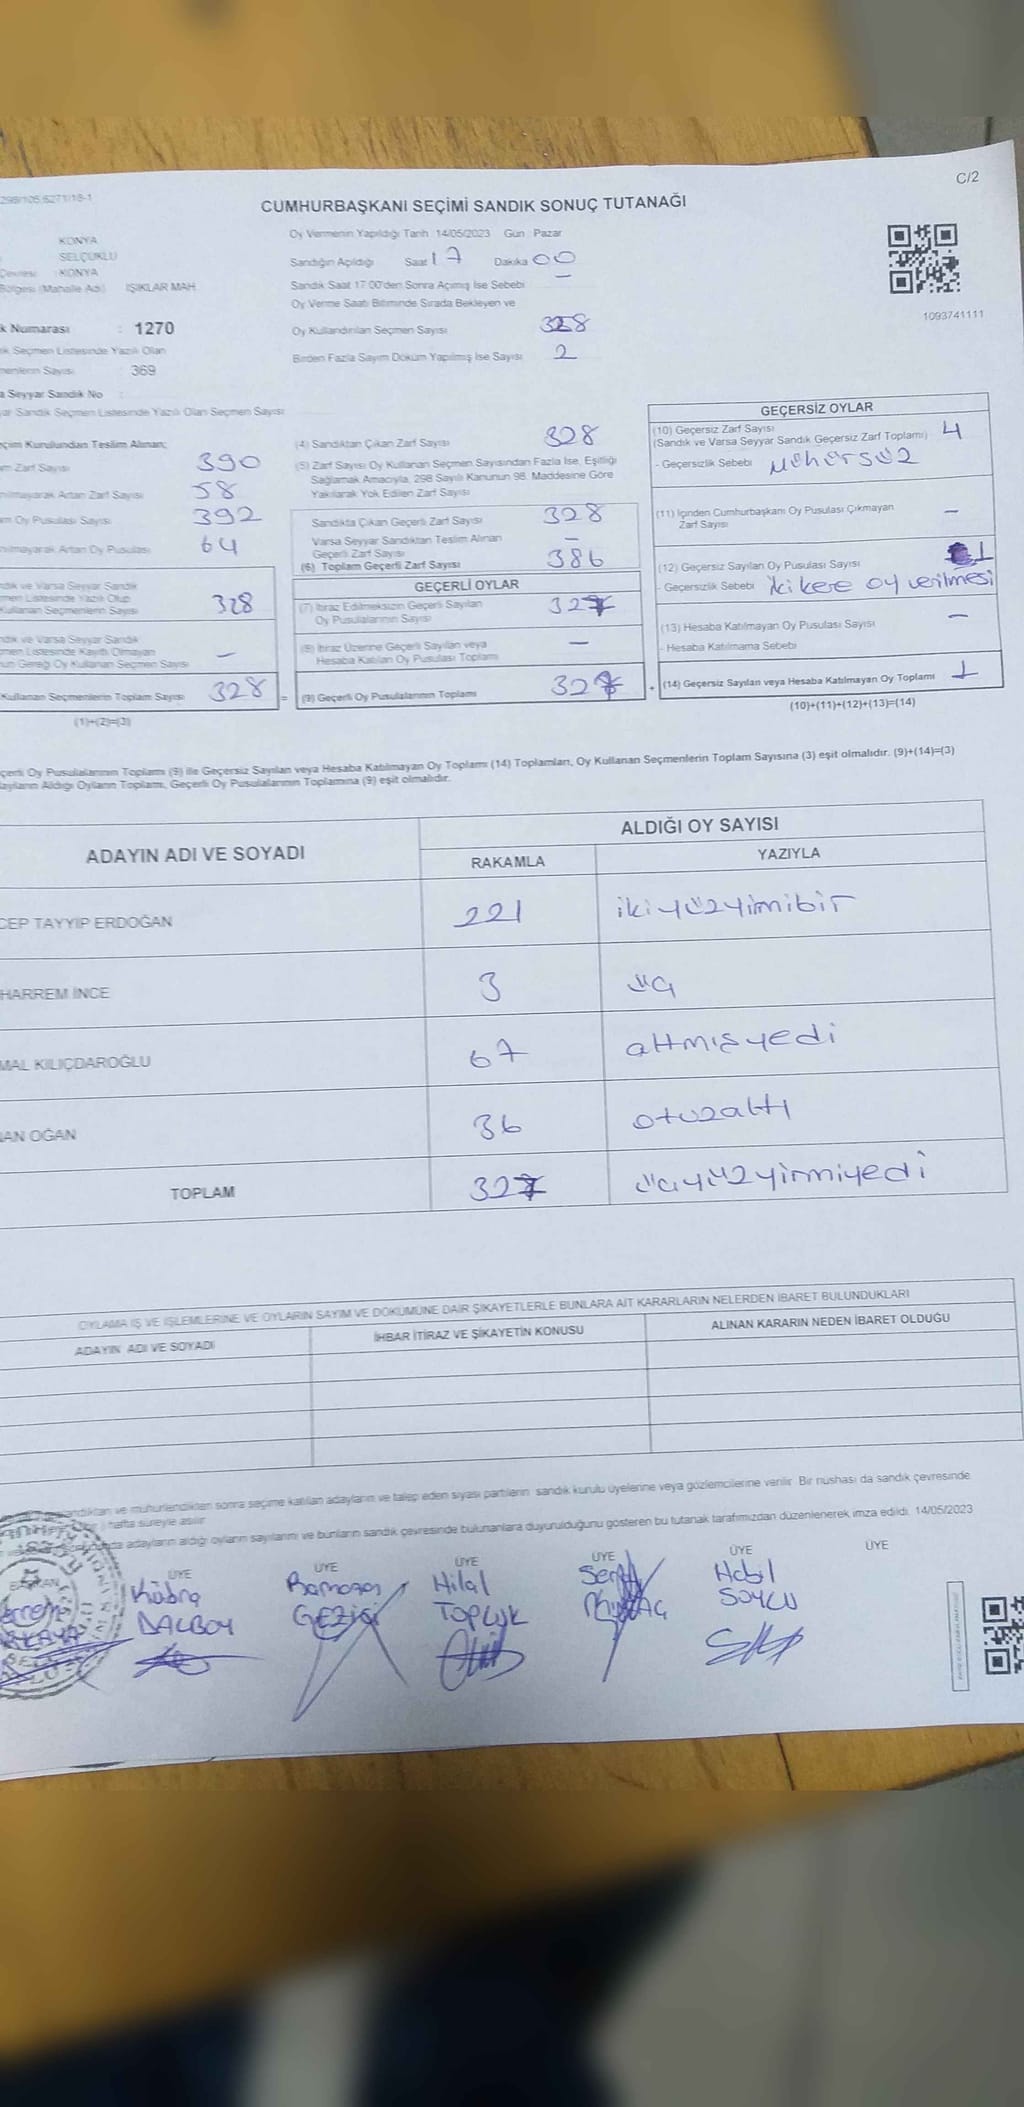 298/105.6271/18-1
C/2
CUMHURBAŞKANI SEÇİMİ SANDIK SONUÇ TUTANAĞI
KONYA
SELÇUKLU
Çevresi : KONYA
Bölgesi (Mahalle Adı) IŞIKLAR MAH.
k Numarası : 1270
ık Seçmen Listesinde Yazılı Olan
menlerin Sayısı 369
a Seyyar Sandık No
ar Sandık Seçmen Listesinde Yazılı Olan Seçmen Sayısı
Oy Vermenin Yapıldığı Tarih 14/05/2023 Gün Pazar
Sandığın Açıldığı Saat 17 Dakika 00
Sandık Saat 17:00'den Sonra Açılmış İse Sebebi —
Oy Verme Saati Bitiminde Sırada Bekleyen ve
Oy Kullandırılan Seçmen Sayısı 328
Birden Fazla Sayım Döküm Yapılmış İse Sayısı 2
1093741111
çim Kurulundan Teslim Alınan;
m Zarf Sayısı 390
nılmayarak Artan Zarf Sayısı 58
m Oy Pusulası Sayısı 392
nılmayarak Artan Oy Pusulası 64
ndık ve Varsa Seyyar Sandık
men Listesinde Yazılı Olup
Kullanan Seçmenlerin Sayısı 328
ndık ve Varsa Seyyar Sandık
men Listesinde Kayıtlı Olmayan
un Gereği Oy Kullanan Seçmen Sayısı —
Kullanan Seçmenlerin Toplam Sayısı 328 =
(1)+(2)=(3)
(4) Sandıktan Çıkan Zarf Sayısı 328
(5) Zarf Sayısı Oy Kullanan Seçmen Sayısından Fazla İse, Eşitliği
Sağlamak Amacıyla, 298 Sayılı Kanunun 98. Maddesine Göre
Yakılarak Yok Edilen Zarf Sayısı
Sandıkta Çıkan Geçerli Zarf Sayısı 328
Varsa Seyyar Sandıktan Teslim Alınan
Geçerli Zarf Sayısı —
(6) Toplam Geçerli Zarf Sayısı 386
GEÇERLİ OYLAR
(7) İtiraz Edilmeksizin Geçerli Sayılan
Oy Pusulalarının Sayısı 327
(8) İtiraz Üzerine Geçerli Sayılan veya
Hesaba Katılan Oy Pusulası Toplamı —
(9) Geçerli Oy Pusulalarının Toplamı 327 +
GEÇERSİZ OYLAR
(10) Geçersiz Zarf Sayısı
(Sandık ve Varsa Seyyar Sandık Geçersiz Zarf Toplamı) 4
- Geçersizlik Sebebi Mühürsüz
(11) İçinden Cumhurbaşkanı Oy Pusulası Çıkmayan
Zarf Sayısı —
(12) Geçersiz Sayılan Oy Pusulası Sayısı 1
- Geçersizlik Sebebi İki kere oy verilmesi
(13) Hesaba Katılmayan Oy Pusulası Sayısı —
- Hesaba Katılmama Sebebi
(14) Geçersiz Sayılan veya Hesaba Katılmayan Oy Toplamı 1
(10)+(11)+(12)+(13)=(14)
çerli Oy Pusulalarının Toplamı (9) ile Geçersiz Sayılan veya Hesaba Katılmayan Oy Toplamı (14) Toplamları, Oy Kullanan Seçmenlerin Toplam Sayısına (3) eşit olmalıdır. (9)+(14)=(3)
ayların Aldığı Oyların Toplamı, Geçerli Oy Pusulalarının Toplamına (9) eşit olmalıdır.
ADAYIN ADI VE SOYADI
ALDIĞI OY SAYISI
RAKAMLA YAZIYLA
CEP TAYYİP ERDOĞAN 221 ikiyüzyimibir
HARREM İNCE 3 üç
MAL KILIÇDAROĞLU 67 altmışyedi
NAN OĞAN 36 otuzaltı
TOPLAM 327 üçyüzyirmiyedi
OYLAMA İŞ VE İŞLEMLERİNE VE OYLARIN SAYIM VE DÖKÜMÜNE DAİR ŞİKAYETLERLE BUNLARA AİT KARARLARIN NELERDEN İBARET BULUNDUKLARI
ADAYIN ADI VE SOYADI İHBAR İTİRAZ VE ŞİKAYETİN KONUSU ALINAN KARARIN NEDEN İBARET OLDUĞU
andıktan ve mühürlendikten sonra seçime katılan adayların ve talep eden siyasi partilerin sandık kurulu üyelerine veya gözlemcilerine verilir. Bir nüshası da sandık çevresinde
hafta süreyle asılır.
da adayların aldığı oyların sayılarını ve bunların sandık çevresinde bulunanlara duyurulduğunu gösteren bu tutanak tarafımızdan düzenlenerek imza edildi. 14/05/2023
BAŞKAN ÜYE ÜYE ÜYE ÜYE ÜYE ÜYE
Kübra Ramazan Hilal Habil
DALBOY GEZİCİ TOPLUK SOYLU